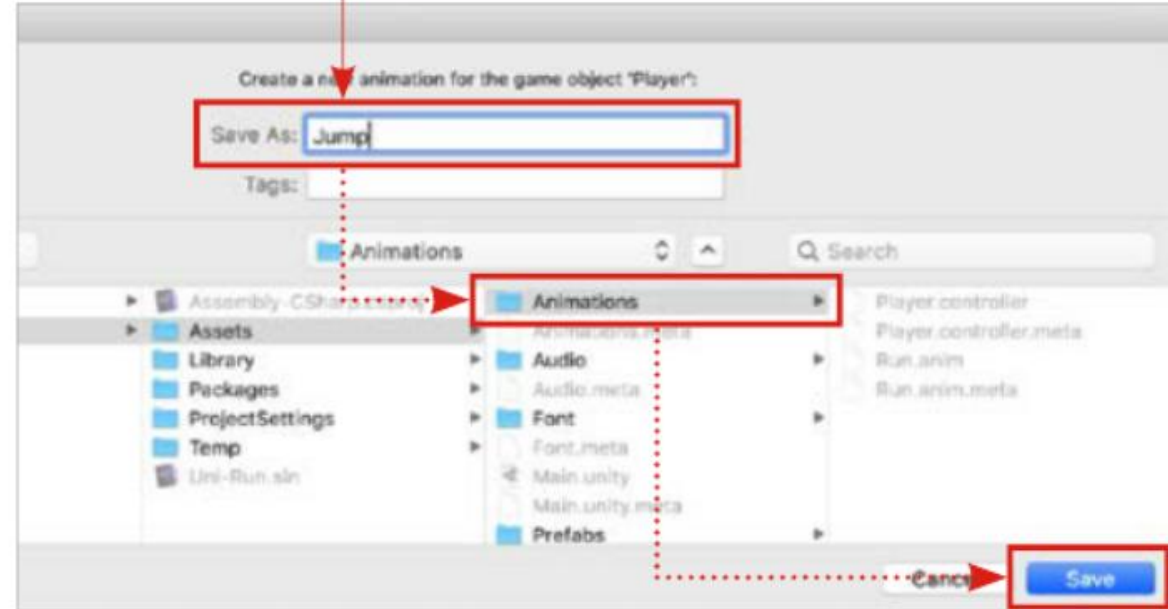 Create a new animation for the game object "Player":
Save As: Jump
Tags:
Animations
Search
Assembly-CSharp.csproj
Assets
Library
Packages
ProjectSettings
Temp
Uni-Run.sln
Animations
Animations.meta
Audio
Audio.meta
Font
Font.meta
Main.unity
Main.unity.meta
Prefabs
Player.controller
Player.controller.meta
Run.anim
Run.anim.meta
Cancel
Save